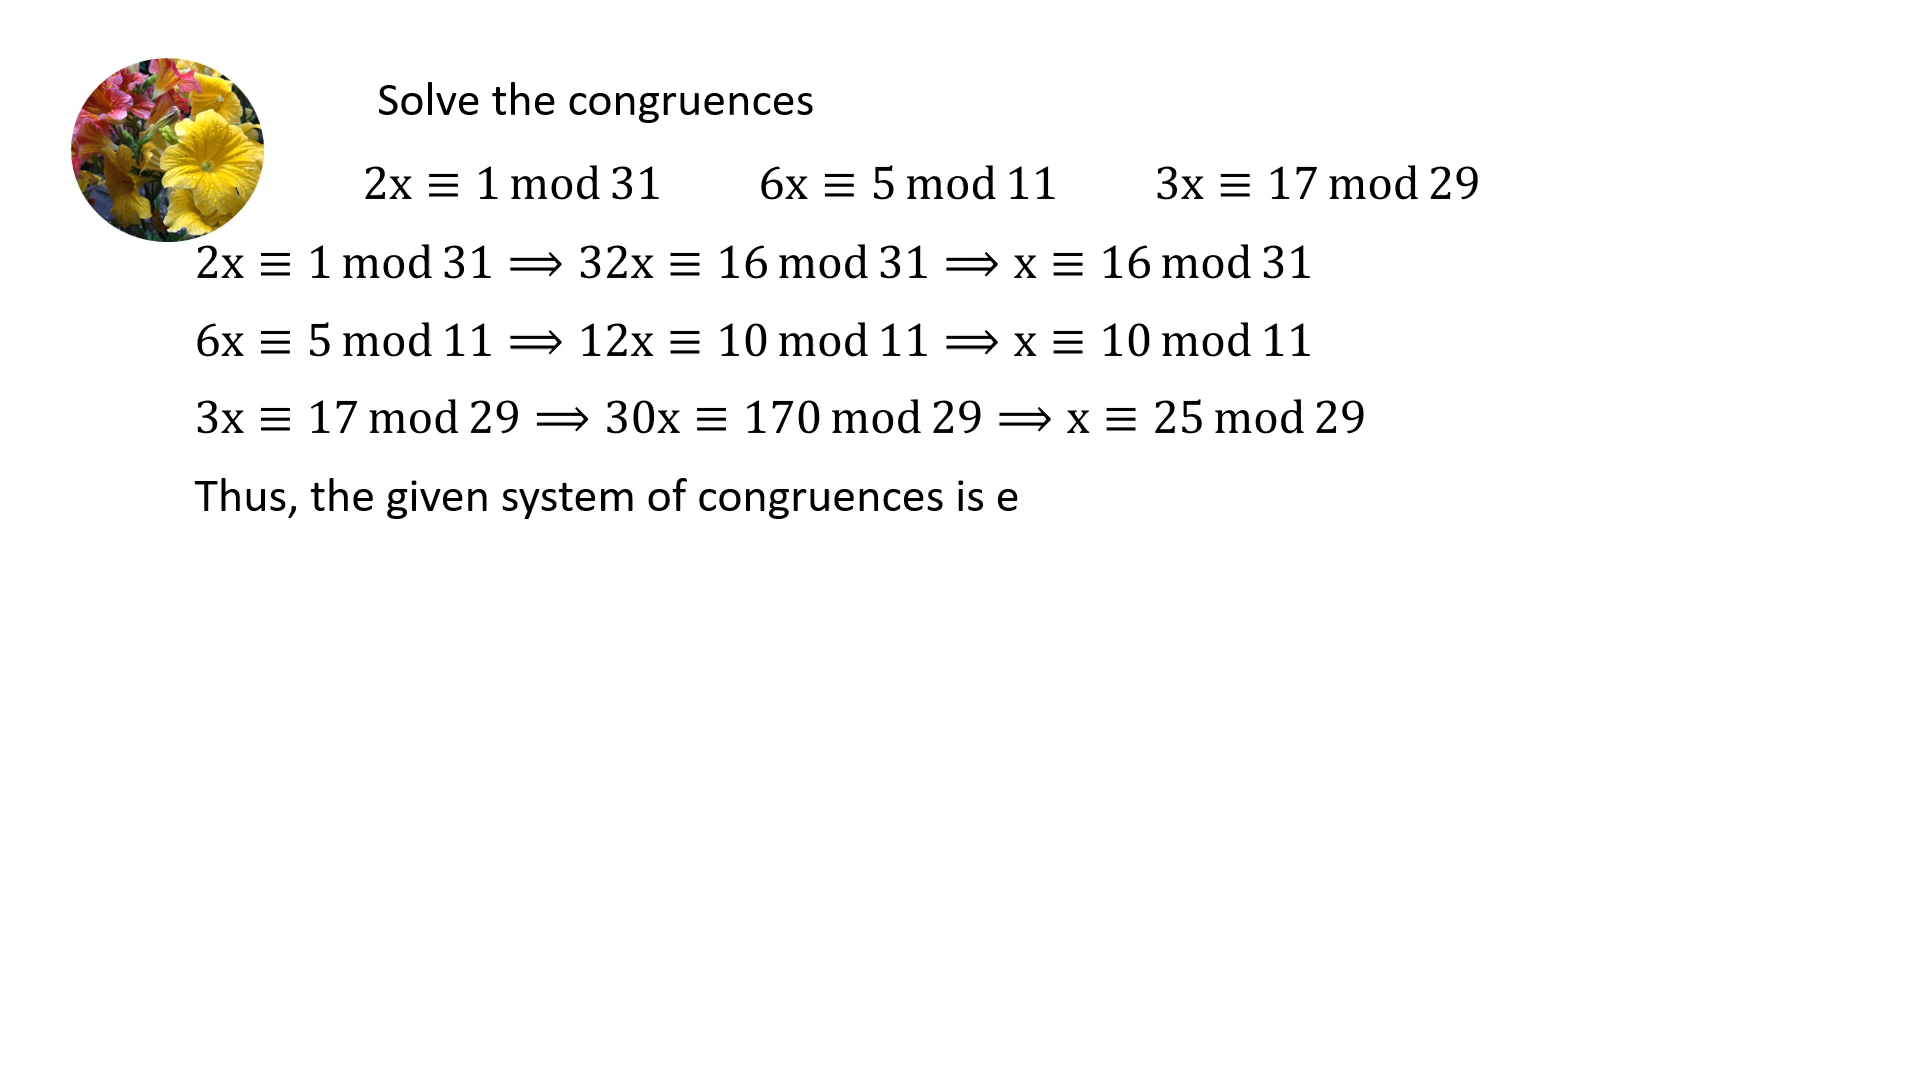 Solve the congruences
2x ≡ 1 mod 31 6x ≡ 5 mod 11 3x ≡ 17 mod 29
2x ≡ 1 mod 31 ⟹ 32x ≡ 16 mod 31 ⟹ x ≡ 16 mod 31
6x ≡ 5 mod 11 ⟹ 12x ≡ 10 mod 11 ⟹ x ≡ 10 mod 11
3x ≡ 17 mod 29 ⟹ 30x ≡ 170 mod 29 ⟹ x ≡ 25 mod 29
Thus, the given system of congruences is e